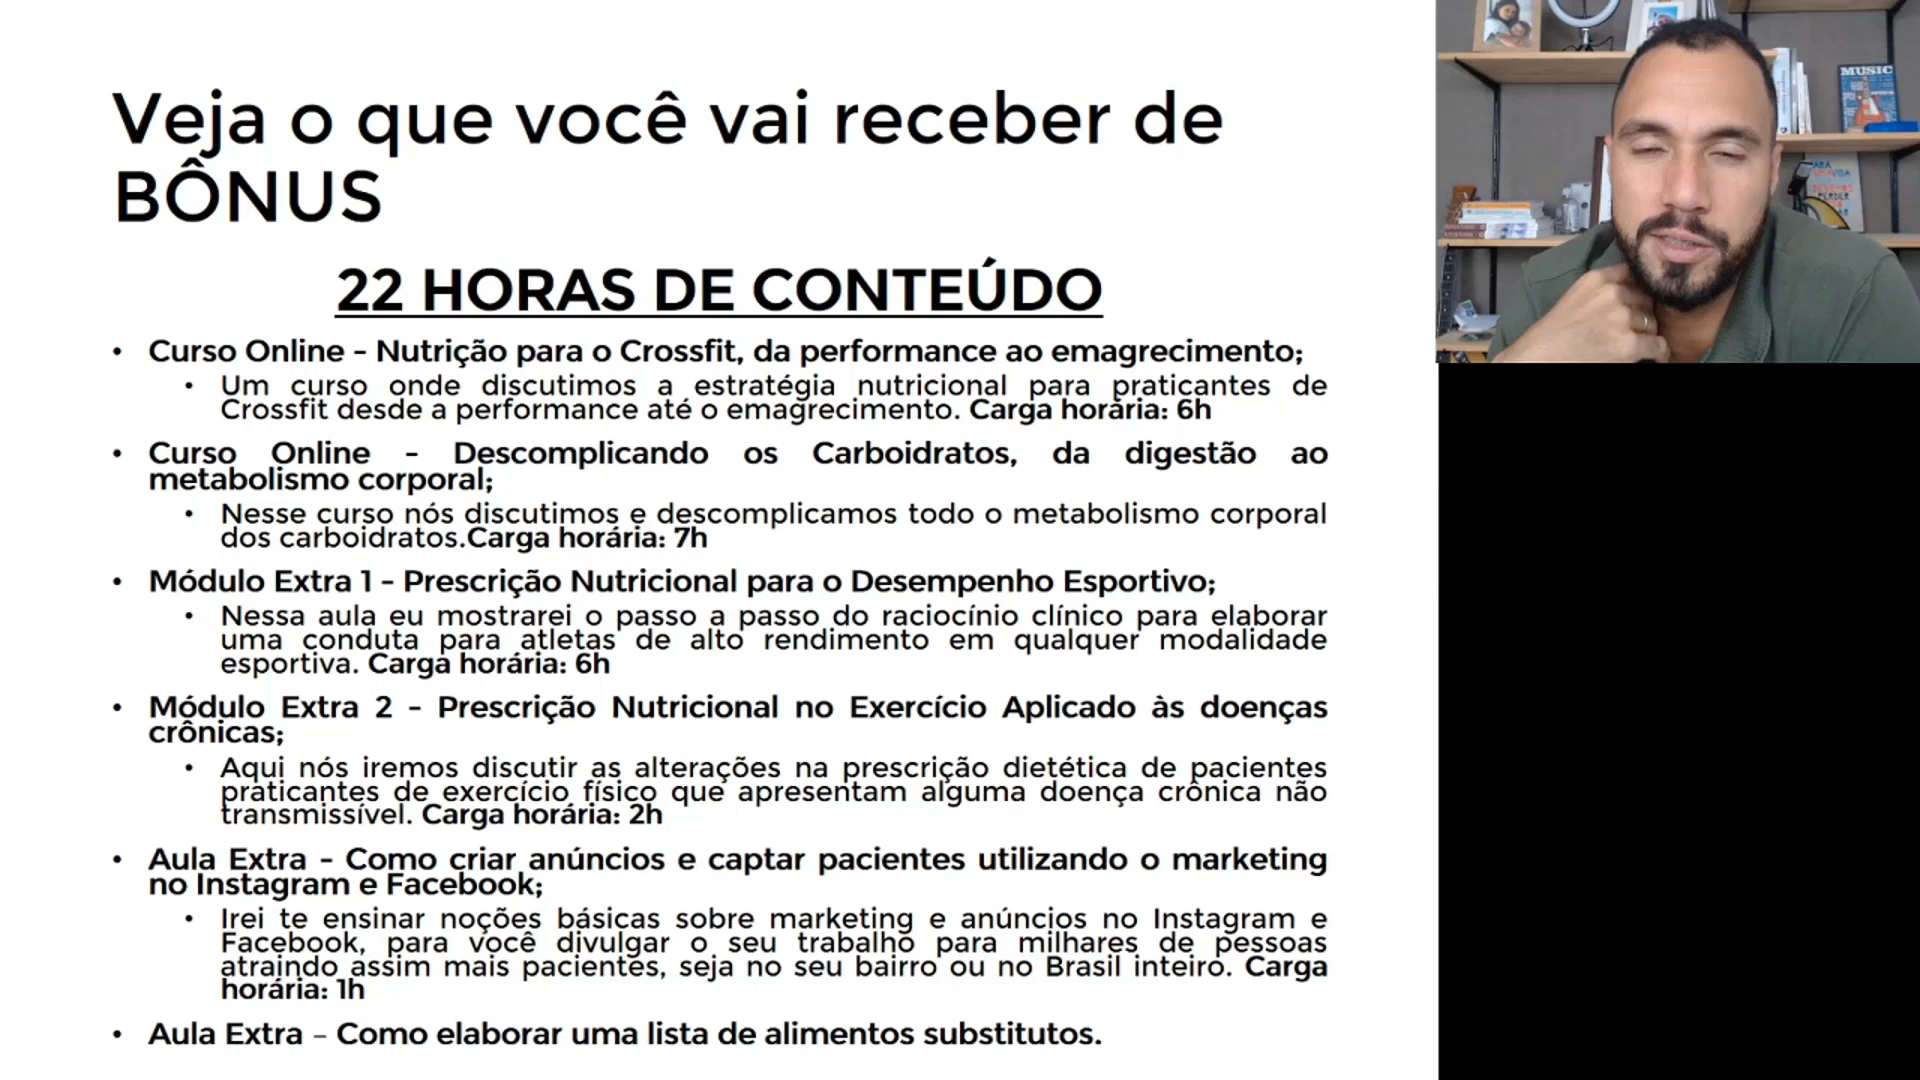 Veja o que você vai receber de
BÔNUS
22 HORAS DE CONTEÚDO
• Curso Online – Nutrição para o Crossfit, da performance ao emagrecimento;
• Um curso onde discutimos a estratégia nutricional para praticantes de
Crossfit desde a performance até o emagrecimento. Carga horária: 6h
• Curso Online – Descomplicando os Carboidratos, da digestão ao
metabolismo corporal;
• Nesse curso nós discutimos e descomplicamos todo o metabolismo corporal
dos carboidratos.Carga horária: 7h
• Módulo Extra 1 – Prescrição Nutricional para o Desempenho Esportivo;
• Nessa aula eu mostrarei o passo a passo do raciocínio clínico para elaborar
uma conduta para atletas de alto rendimento em qualquer modalidade
esportiva. Carga horária: 6h
• Módulo Extra 2 – Prescrição Nutricional no Exercício Aplicado às doenças
crônicas;
• Aqui nós iremos discutir as alterações na prescrição dietética de pacientes
praticantes de exercício físico que apresentam alguma doença crônica não
transmissível. Carga horária: 2h
• Aula Extra – Como criar anúncios e captar pacientes utilizando o marketing
no Instagram e Facebook;
• Irei te ensinar noções básicas sobre marketing e anúncios no Instagram e
Facebook, para você divulgar o seu trabalho para milhares de pessoas
atraindo assim mais pacientes, seja no seu bairro ou no Brasil inteiro. Carga
horária: 1h
• Aula Extra – Como elaborar uma lista de alimentos substitutos.
MUSIC